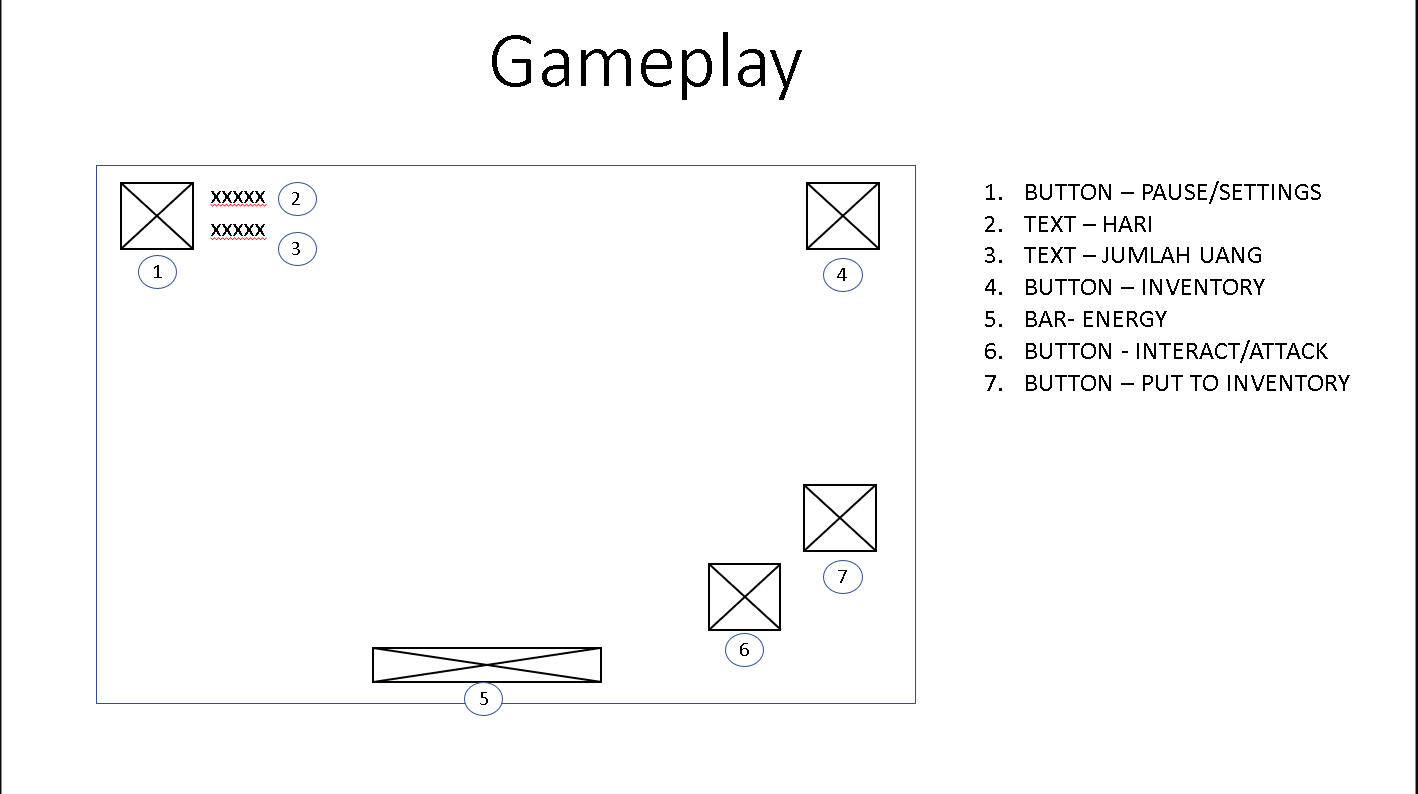 Gameplay
xxxxx 2
xxxxx
3
1
4
7
6
5
1. BUTTON – PAUSE/SETTINGS
2. TEXT – HARI
3. TEXT – JUMLAH UANG
4. BUTTON – INVENTORY
5. BAR- ENERGY
6. BUTTON - INTERACT/ATTACK
7. BUTTON – PUT TO INVENTORY